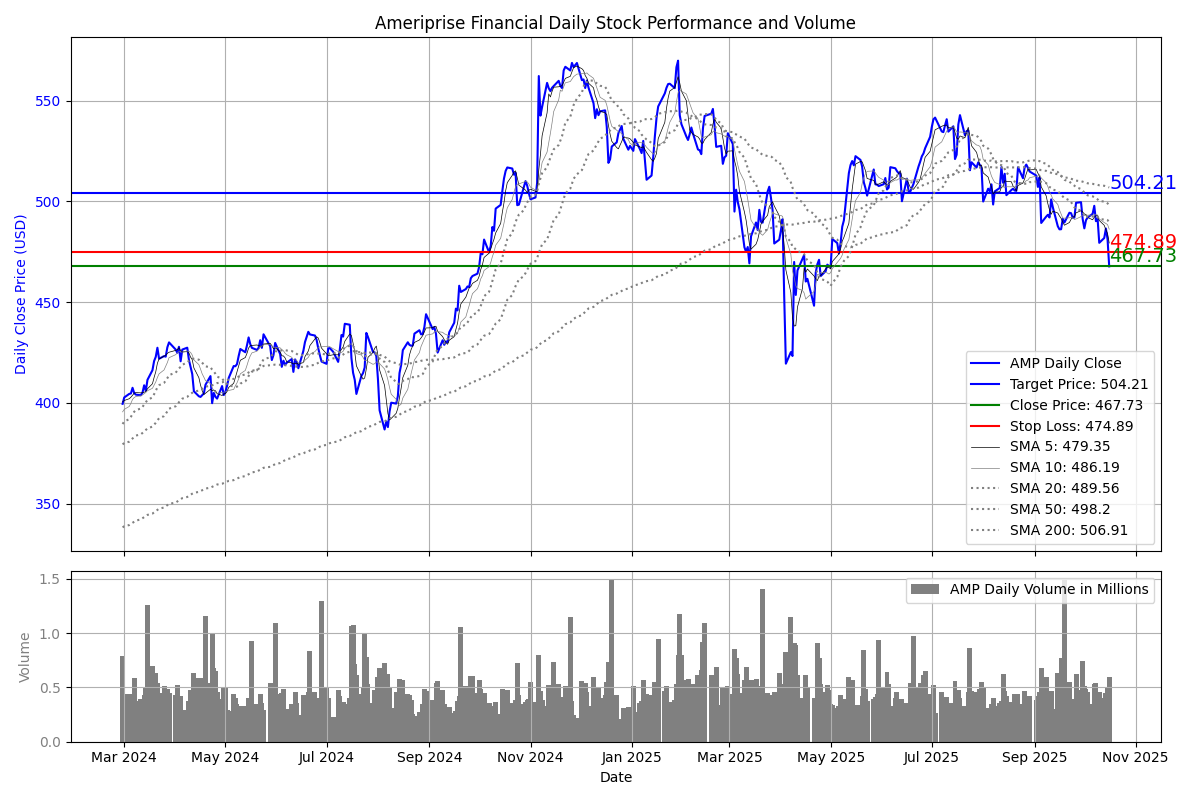 Ameriprise Financial Daily Stock Performance and Volume
Daily Close Price (USD)
550
500
450
400
350
504.21
474.89
467.73
AMP Daily Close
Target Price: 504.21
Close Price: 467.73
Stop Loss: 474.89
SMA 5: 479.35
SMA 10: 486.19
SMA 20: 489.56
SMA 50: 498.2
SMA 200: 506.91
Volume
1.5
1.0
0.5
0.0
AMP Daily Volume in Millions
Mar 2024 May 2024 Jul 2024 Sep 2024 Nov 2024 Jan 2025 Mar 2025 May 2025 Jul 2025 Sep 2025 Nov 2025
Date